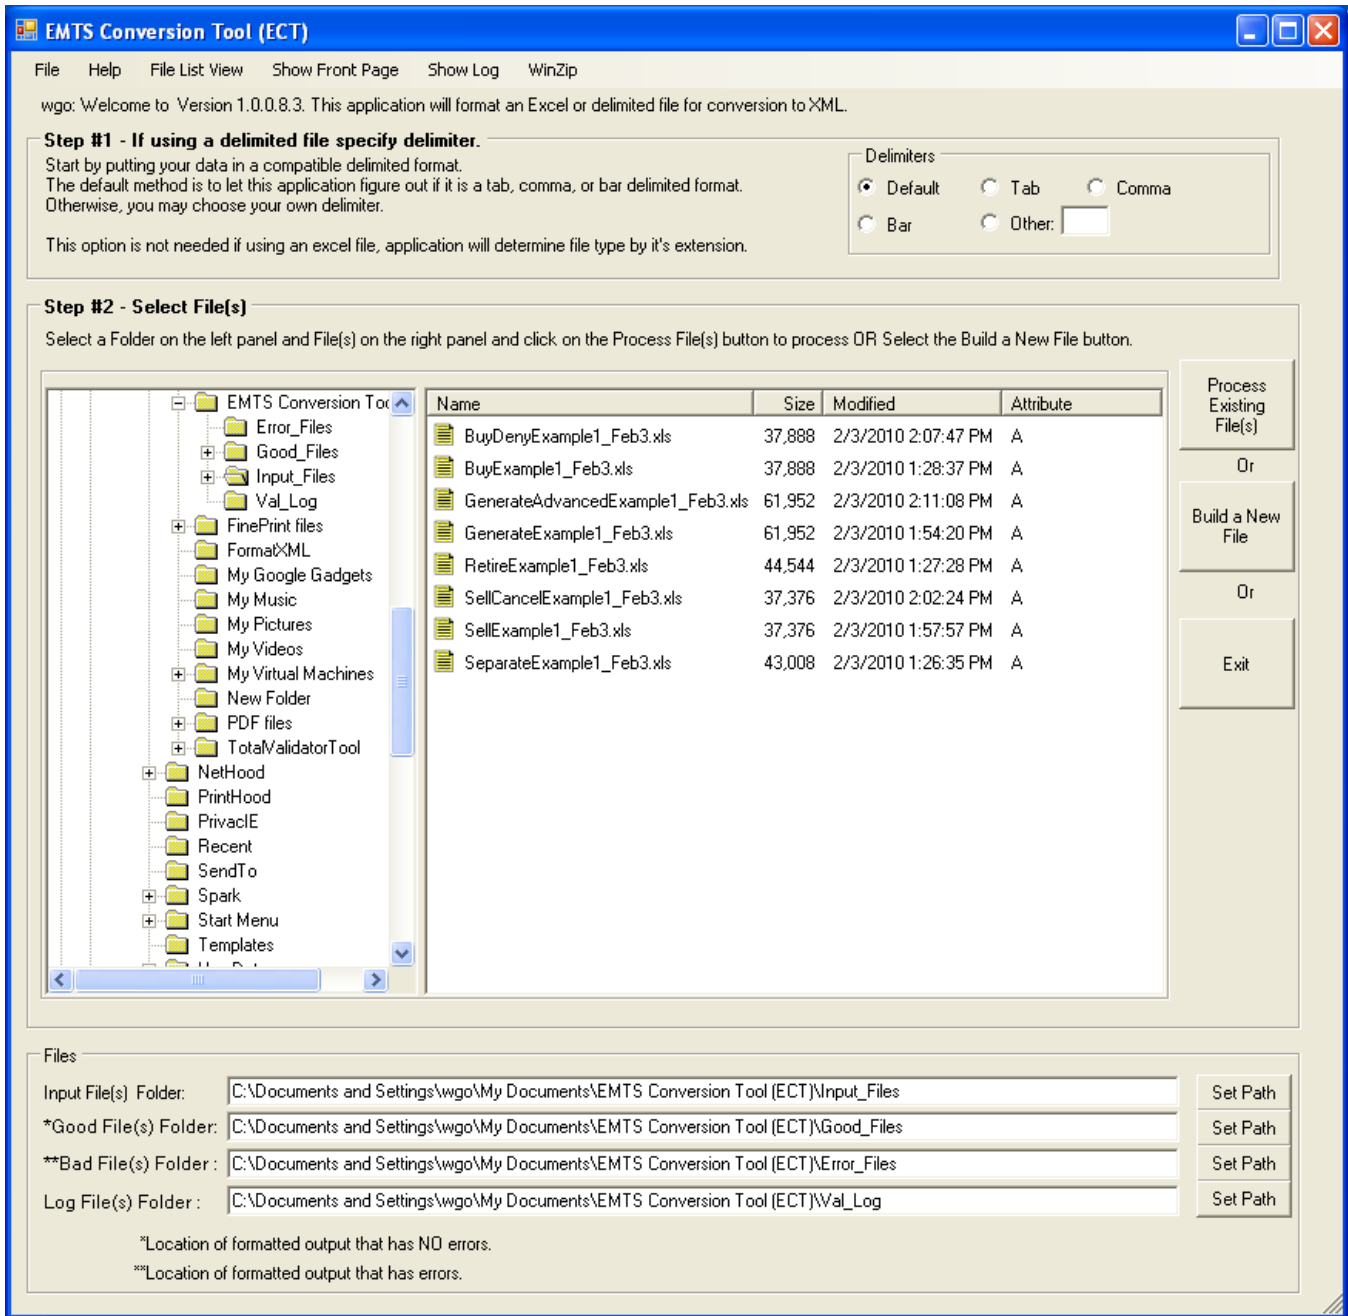 EMTS Conversion Tool (ECT)
File Help File List View Show Front Page Show Log WinZip
wgo: Welcome to Version 1.0.0.8.3. This application will format an Excel or delimited file for conversion to XML.
Step #1 - If using a delimited file specify delimiter.
Start by putting your data in a compatible delimited format.
The default method is to let this application figure out if it is a tab, comma, or bar delimited format.
Otherwise, you may choose your own delimiter.
This option is not needed if using an excel file, application will determine file type by it's extension.
Delimiters
Default Tab Comma
Bar Other:
Step #2 - Select File(s)
Select a Folder on the left panel and File(s) on the right panel and click on the Process File(s) button to process OR Select the Build a New File button.
EMTS Conversion Too
Error_Files
Good_Files
Input_Files
Val_Log
FinePrint files
FormatXML
My Google Gadgets
My Music
My Pictures
My Videos
My Virtual Machines
New Folder
PDF files
TotalValidatorTool
NetHood
PrintHood
PrivacIE
Recent
SendTo
Spark
Start Menu
Templates
Name Size Modified Attribute
BuyDenyExample1_Feb3.xls 37,888 2/3/2010 2:07:47 PM A
BuyExample1_Feb3.xls 37,888 2/3/2010 1:28:37 PM A
GenerateAdvancedExample1_Feb3.xls 61,952 2/3/2010 2:11:08 PM A
GenerateExample1_Feb3.xls 61,952 2/3/2010 1:54:20 PM A
RetireExample1_Feb3.xls 44,544 2/3/2010 1:27:28 PM A
SellCancelExample1_Feb3.xls 37,376 2/3/2010 2:02:24 PM A
SellExample1_Feb3.xls 37,376 2/3/2010 1:57:57 PM A
SeparateExample1_Feb3.xls 43,008 2/3/2010 1:26:35 PM A
Process
Existing
File(s)
Or
Build a New
File
Or
Exit
Files
Input File(s) Folder: C:\Documents and Settings\wgo\My Documents\EMTS Conversion Tool (ECT)\Input_Files Set Path
*Good File(s) Folder: C:\Documents and Settings\wgo\My Documents\EMTS Conversion Tool (ECT)\Good_Files Set Path
**Bad File(s) Folder : C:\Documents and Settings\wgo\My Documents\EMTS Conversion Tool (ECT)\Error_Files Set Path
Log File(s) Folder : C:\Documents and Settings\wgo\My Documents\EMTS Conversion Tool (ECT)\Val_Log Set Path
*Location of formatted output that has NO errors.
**Location of formatted output that has errors.